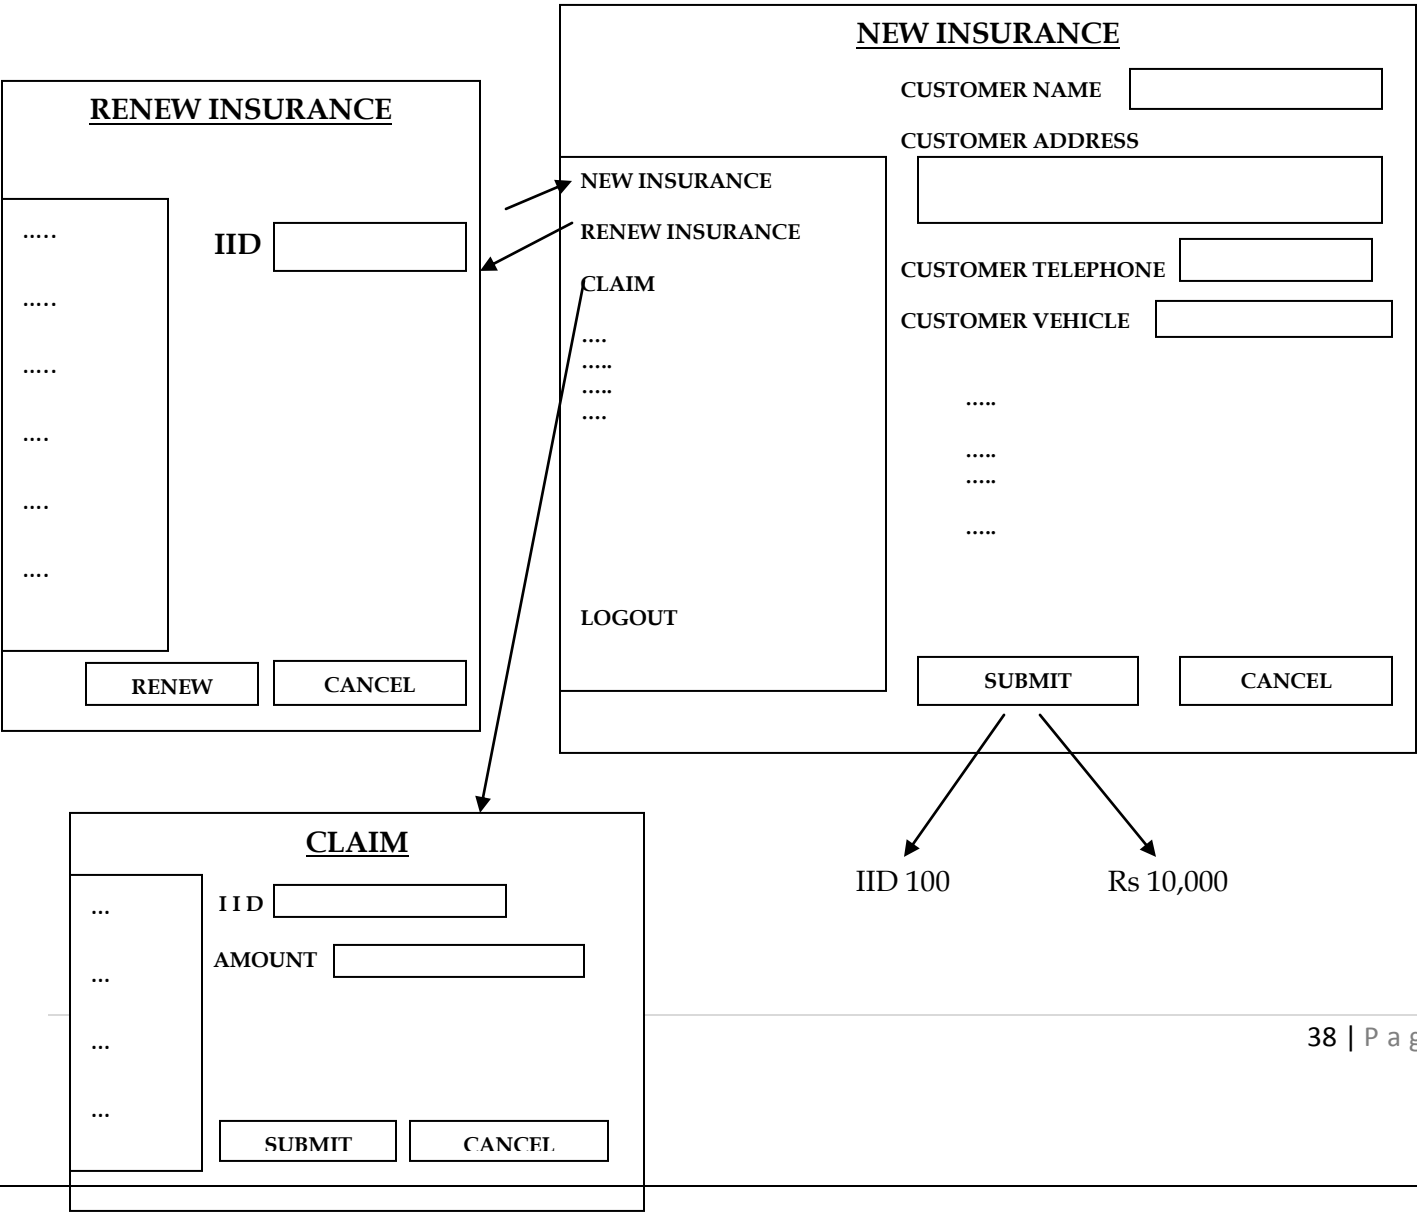 RENEW INSURANCE
.....
IID
.....
.....
....
....
....
RENEW
CANCEL
NEW INSURANCE
CUSTOMER NAME
CUSTOMER ADDRESS
NEW INSURANCE
RENEW INSURANCE
CUSTOMER TELEPHONE
CLAIM
CUSTOMER VEHICLE
....
.....
.....
....
.....
.....
.....
.....
LOGOUT
SUBMIT
CANCEL
IID 100
Rs 10,000
CLAIM
...
I I D
AMOUNT
...
...
...
SUBMIT
CANCEL
38 | P a g